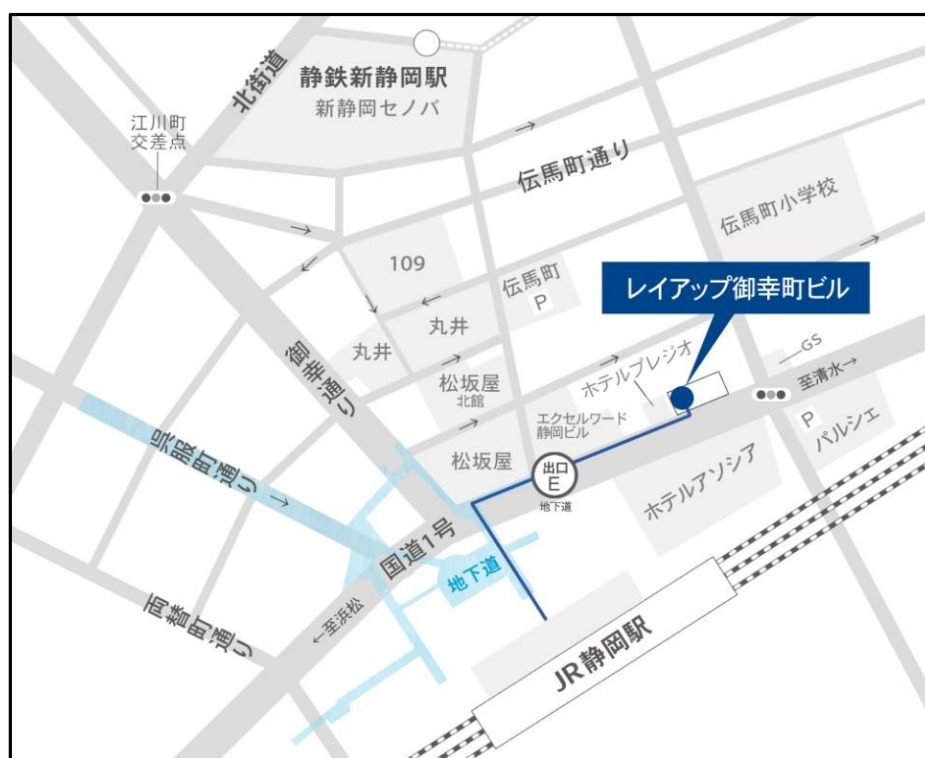 北街道
静鉄新静岡駅
新静岡セノバ
江川町
交差点
伝馬町通り
伝馬町小学校
109
伝馬町
P
レイアップ御幸町ビル
丸井
丸井
御幸通り
松坂屋
北館
ホテルプレジオ
GS
至清水→
エクセルワード
静岡ビル
P
パルシェ
呉服町通り
松坂屋
出口
E
地下道
ホテルアソシア
国道1号
地下道
両替町通り
←至浜松
JR静岡駅